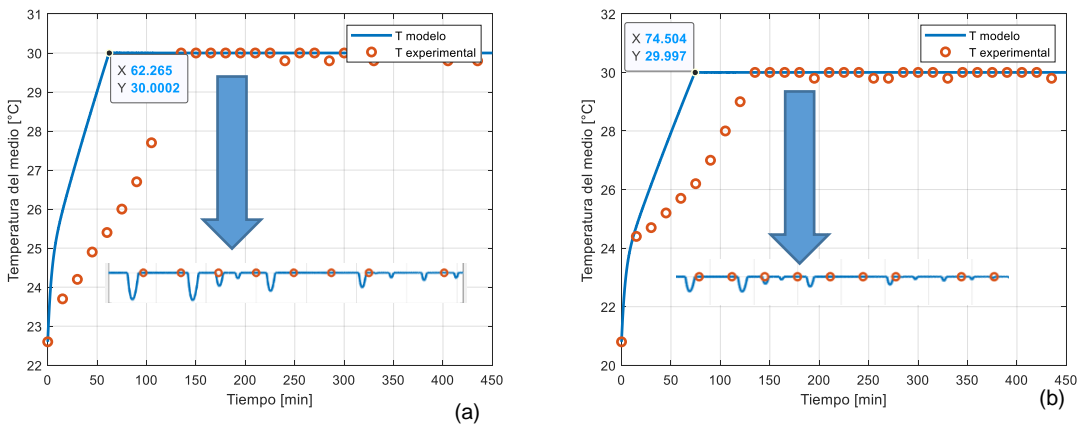 T modelo
T experimental
X 62.265
Y 30.0002
31
30
29
28
27
26
25
24
23
22
0
50
100
150
200
250
300
350
400
450
Temperatura del medio [°C]
Tiempo [min]
(a)
T modelo
T experimental
X 74.504
Y 29.997
32
30
28
26
24
22
20
0
50
100
150
200
250
300
350
400
450
Temperatura del medio [°C]
Tiempo [min]
(b)